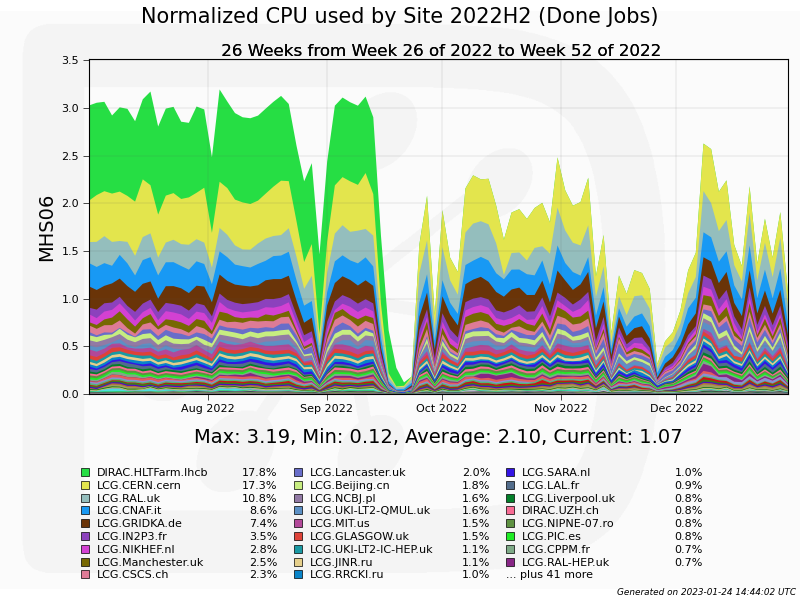 Normalized CPU used by Site 2022H2 (Done Jobs)
26 Weeks from Week 26 of 2022 to Week 52 of 2022
3.5
3.0
2.5
2.0
1.5
1.0
0.5
0.0
MHS06
Aug 2022 Sep 2022 Oct 2022 Nov 2022 Dec 2022
Max: 3.19, Min: 0.12, Average: 2.10, Current: 1.07
DIRAC.HLTFarm.lhcb 17.8% LCG.Lancaster.uk 2.0% LCG.SARA.nl 1.0%
LCG.CERN.cern 17.3% LCG.Beijing.cn 1.8% LCG.LAL.fr 0.9%
LCG.RAL.uk 10.8% LCG.NCBJ.pl 1.6% LCG.Liverpool.uk 0.8%
LCG.CNAF.it 8.6% LCG.UKI-LT2-QMUL.uk 1.6% DIRAC.UZH.ch 0.8%
LCG.GRIDKA.de 7.4% LCG.MIT.us 1.5% LCG.NIPNE-07.ro 0.8%
LCG.IN2P3.fr 3.5% LCG.GLASGOW.uk 1.5% LCG.PIC.es 0.8%
LCG.NIKHEF.nl 2.8% LCG.UKI-LT2-IC-HEP.uk 1.1% LCG.CPPM.fr 0.7%
LCG.Manchester.uk 2.5% LCG.JINR.ru 1.1% LCG.RAL-HEP.uk 0.7%
LCG.CSCS.ch 2.3% LCG.RRCKI.ru 1.0% ... plus 41 more
Generated on 2023-01-24 14:44:02 UTC